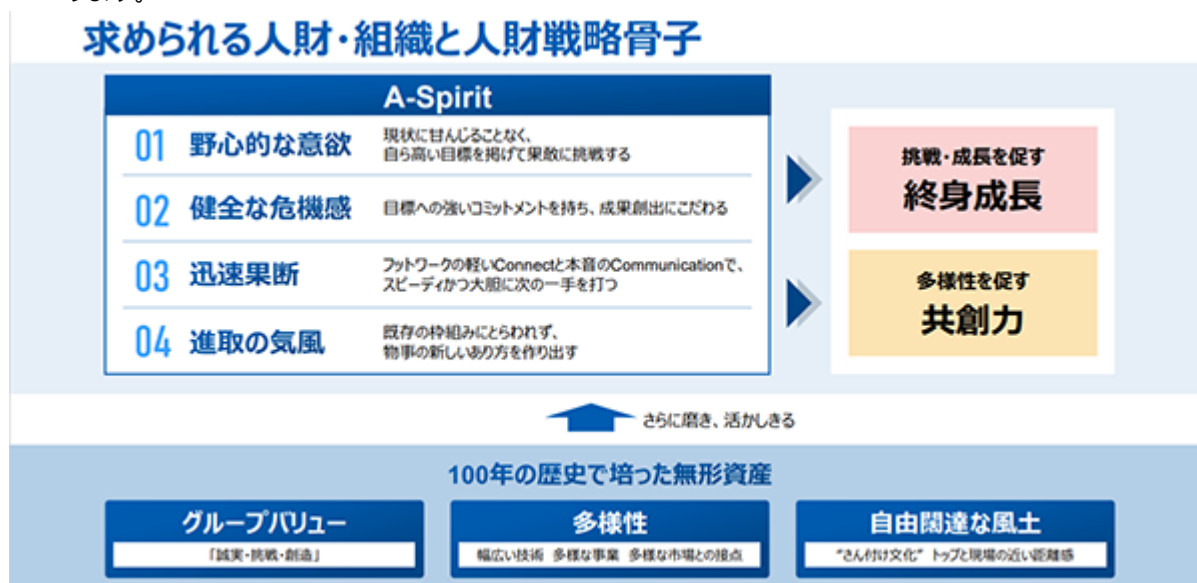 ります。
求められる人財・組織と人財戦略骨子
A-Spirit
01 野心的な意欲
現状に甘んじることなく、
自ら高い目標を掲げて果敢に挑戦する
02 健全な危機感
目標への強いコミットメントを持ち、成果創出にこだわる
03 迅速果断
フットワークの軽いConnectと本音のCommunicationで、
スピーディかつ大胆に次の一手を打つ
04 進取の気風
既存の枠組みにとらわれず、
物事の新しいあり方を作り出す
挑戦・成長を促す
終身成長
多様性を促す
共創力
さらに磨き、活かしきる
100年の歴史で培った無形資産
グループバリュー
「誠実・挑戦・創造」
多様性
幅広い技術 多様な事業 多様な市場との接点
自由闊達な風土
“さん付け文化” トップと現場の近い距離感